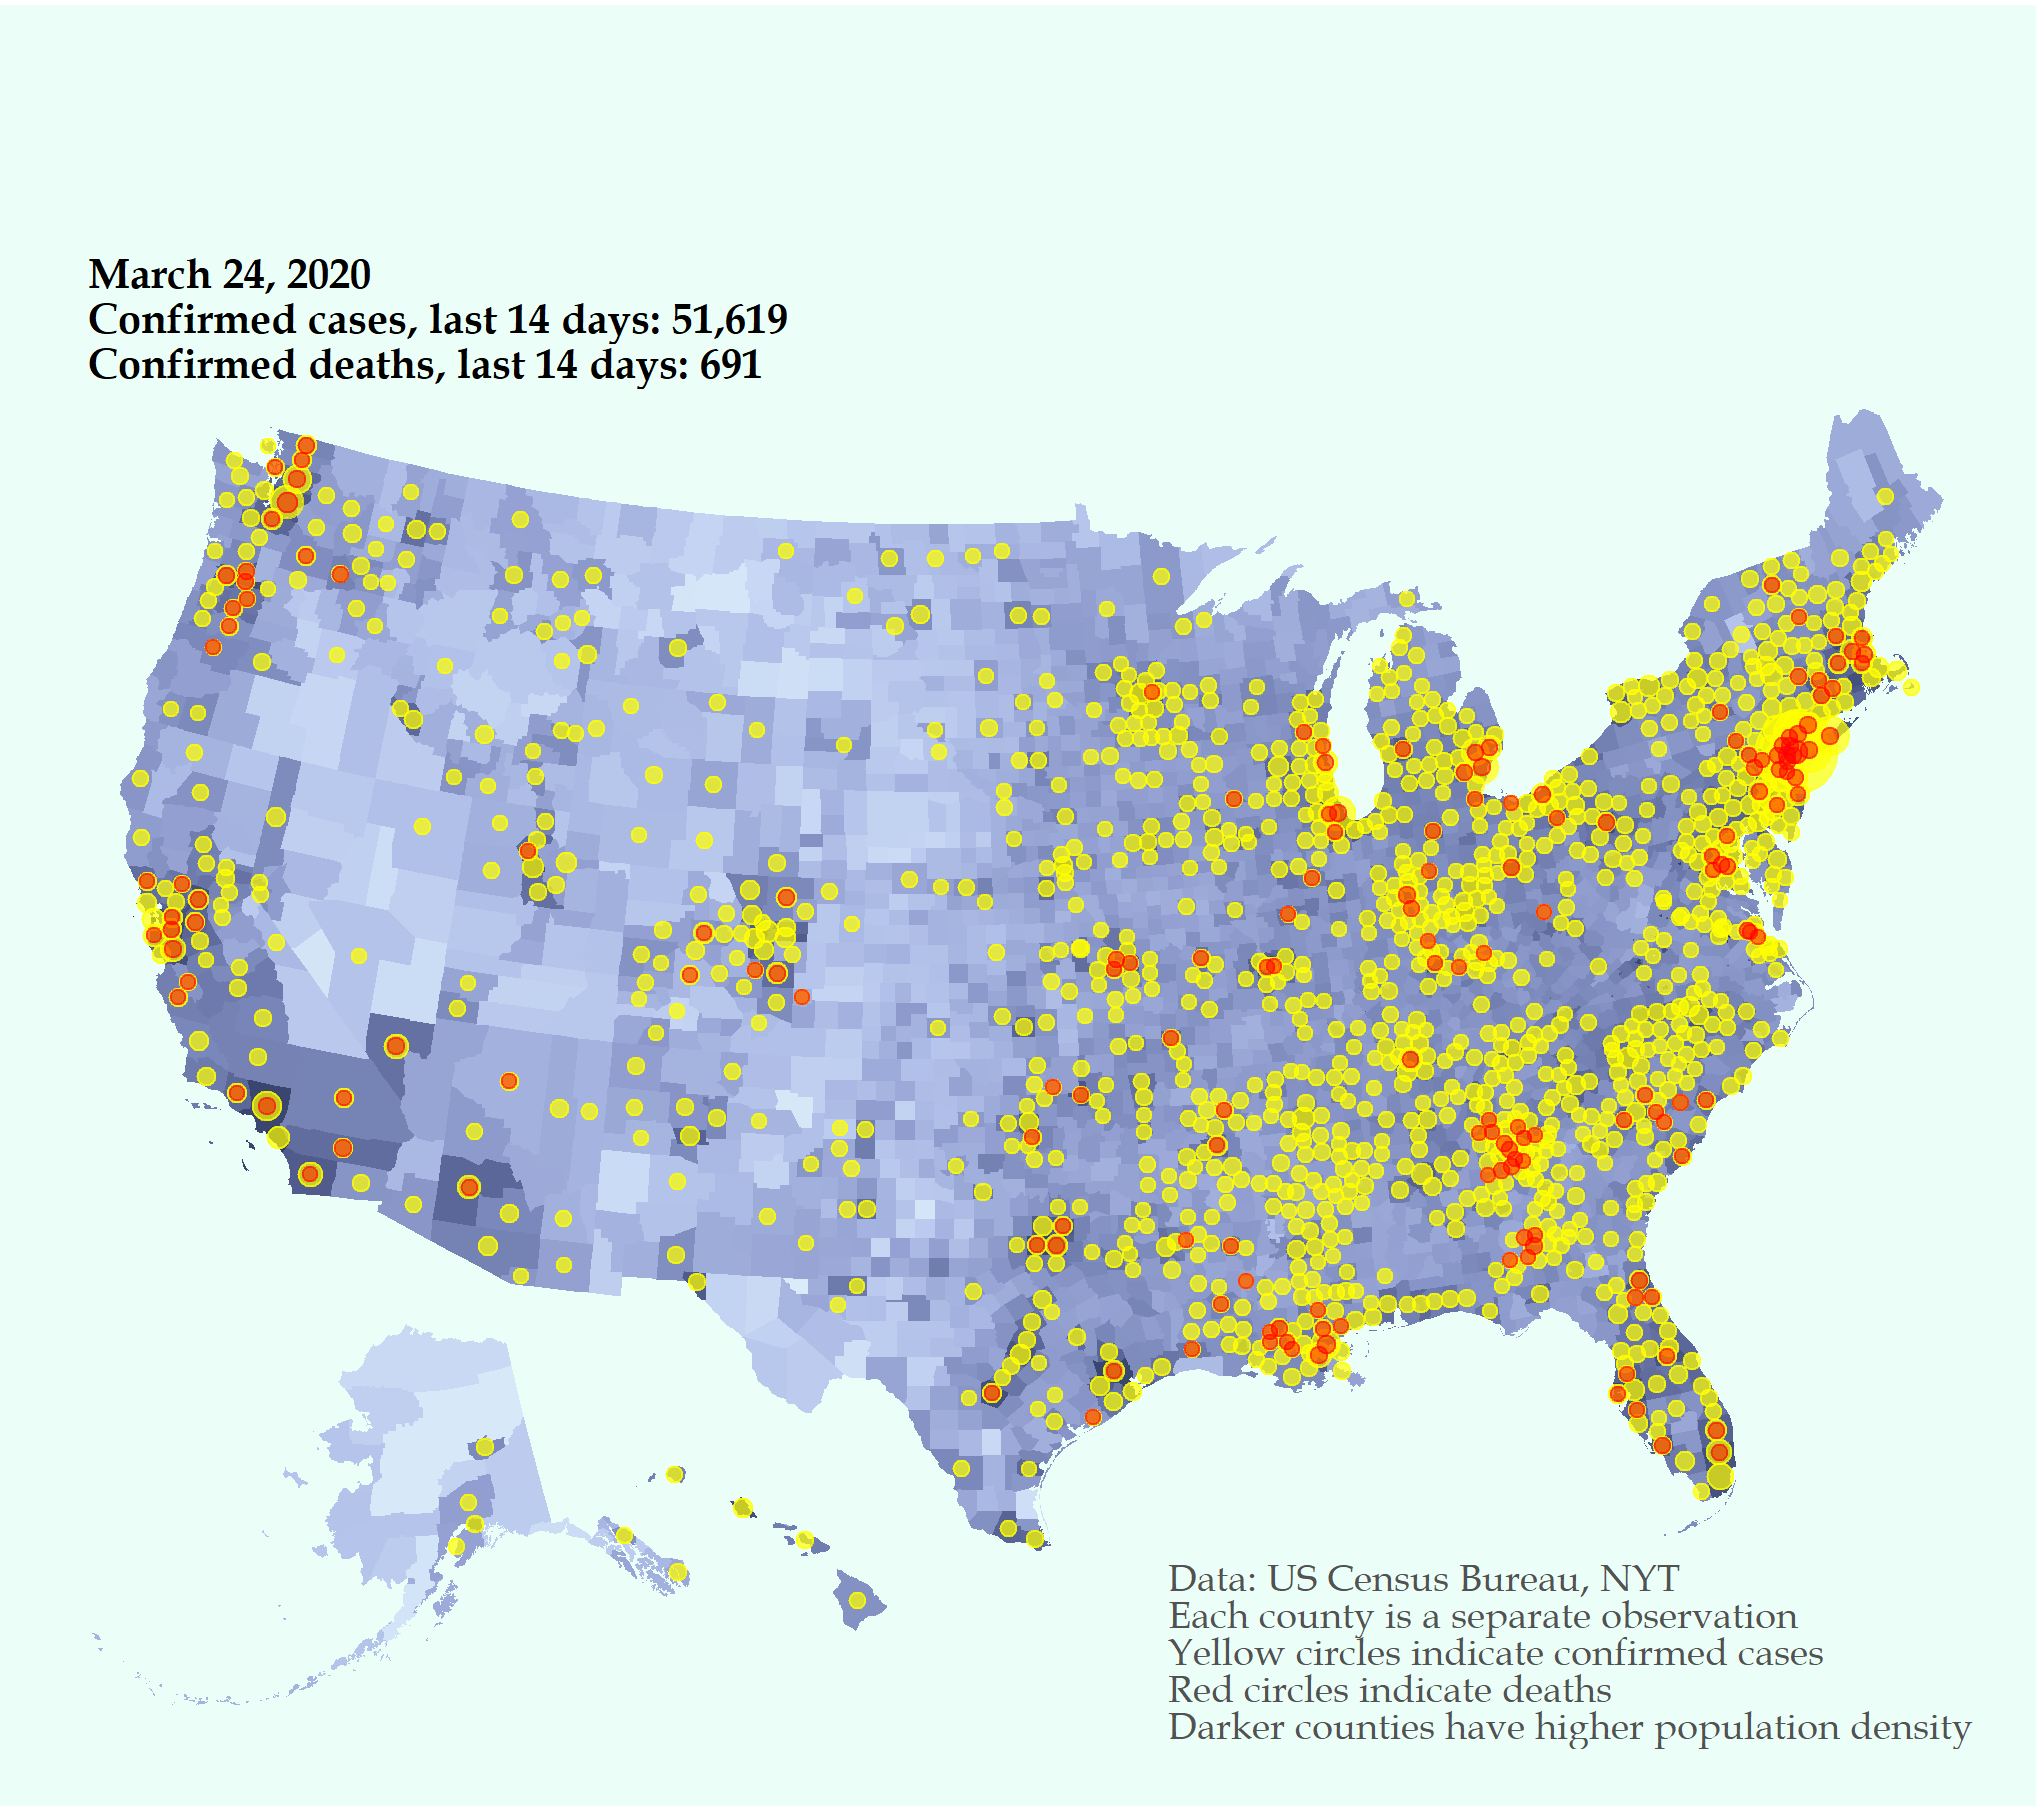 March 24, 2020
Confirmed cases, last 14 days: 51,619
Confirmed deaths, last 14 days: 691
Data: US Census Bureau, NYT
Each county is a separate observation
Yellow circles indicate confirmed cases
Red circles indicate deaths
Darker counties have higher population density